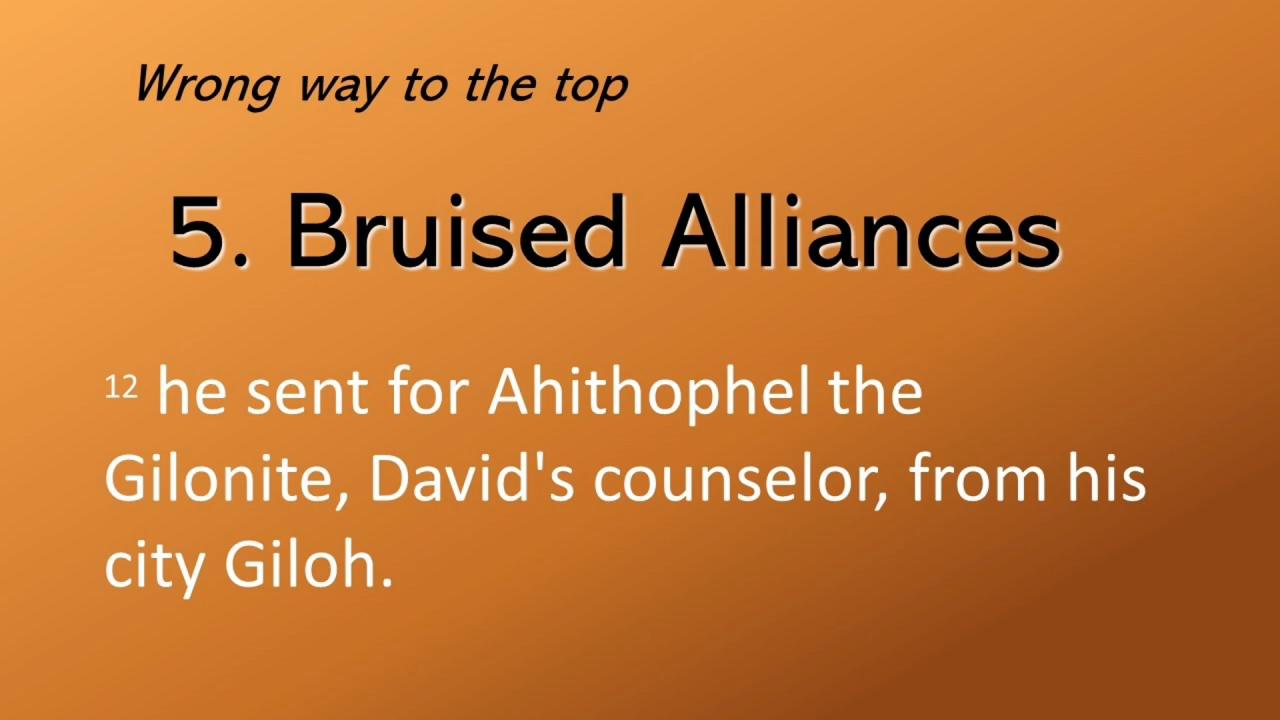 Wrong way to the top
5. Bruised Alliances
12 he sent for Ahithophel the
Gilonite, David's counselor, from his
city Giloh.